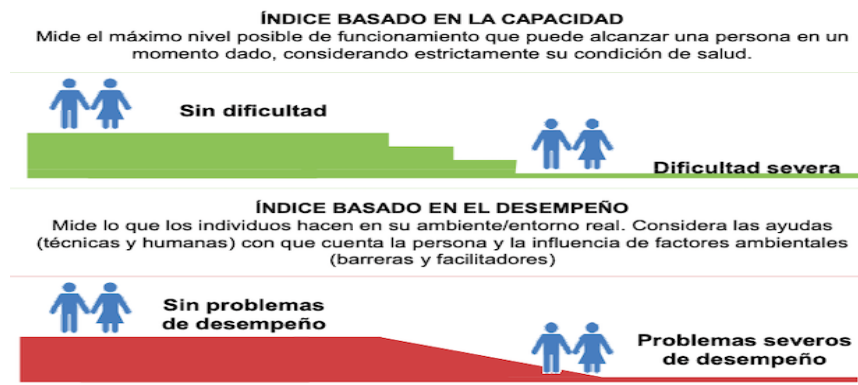 ÍNDICE BASADO EN LA CAPACIDAD
Mide el máximo nivel posible de funcionamiento que puede alcanzar una persona en un
momento dado, considerando estrictamente su condición de salud.
Sin dificultad
Dificultad severa
ÍNDICE BASADO EN EL DESEMPEÑO
Mide lo que los individuos hacen en su ambiente/entorno real. Considera las ayudas
(técnicas y humanas) con que cuenta la persona y la influencia de factores ambientales
(barreras y facilitadores)
Sin problemas
de desempeño
Problemas severos
de desempeño